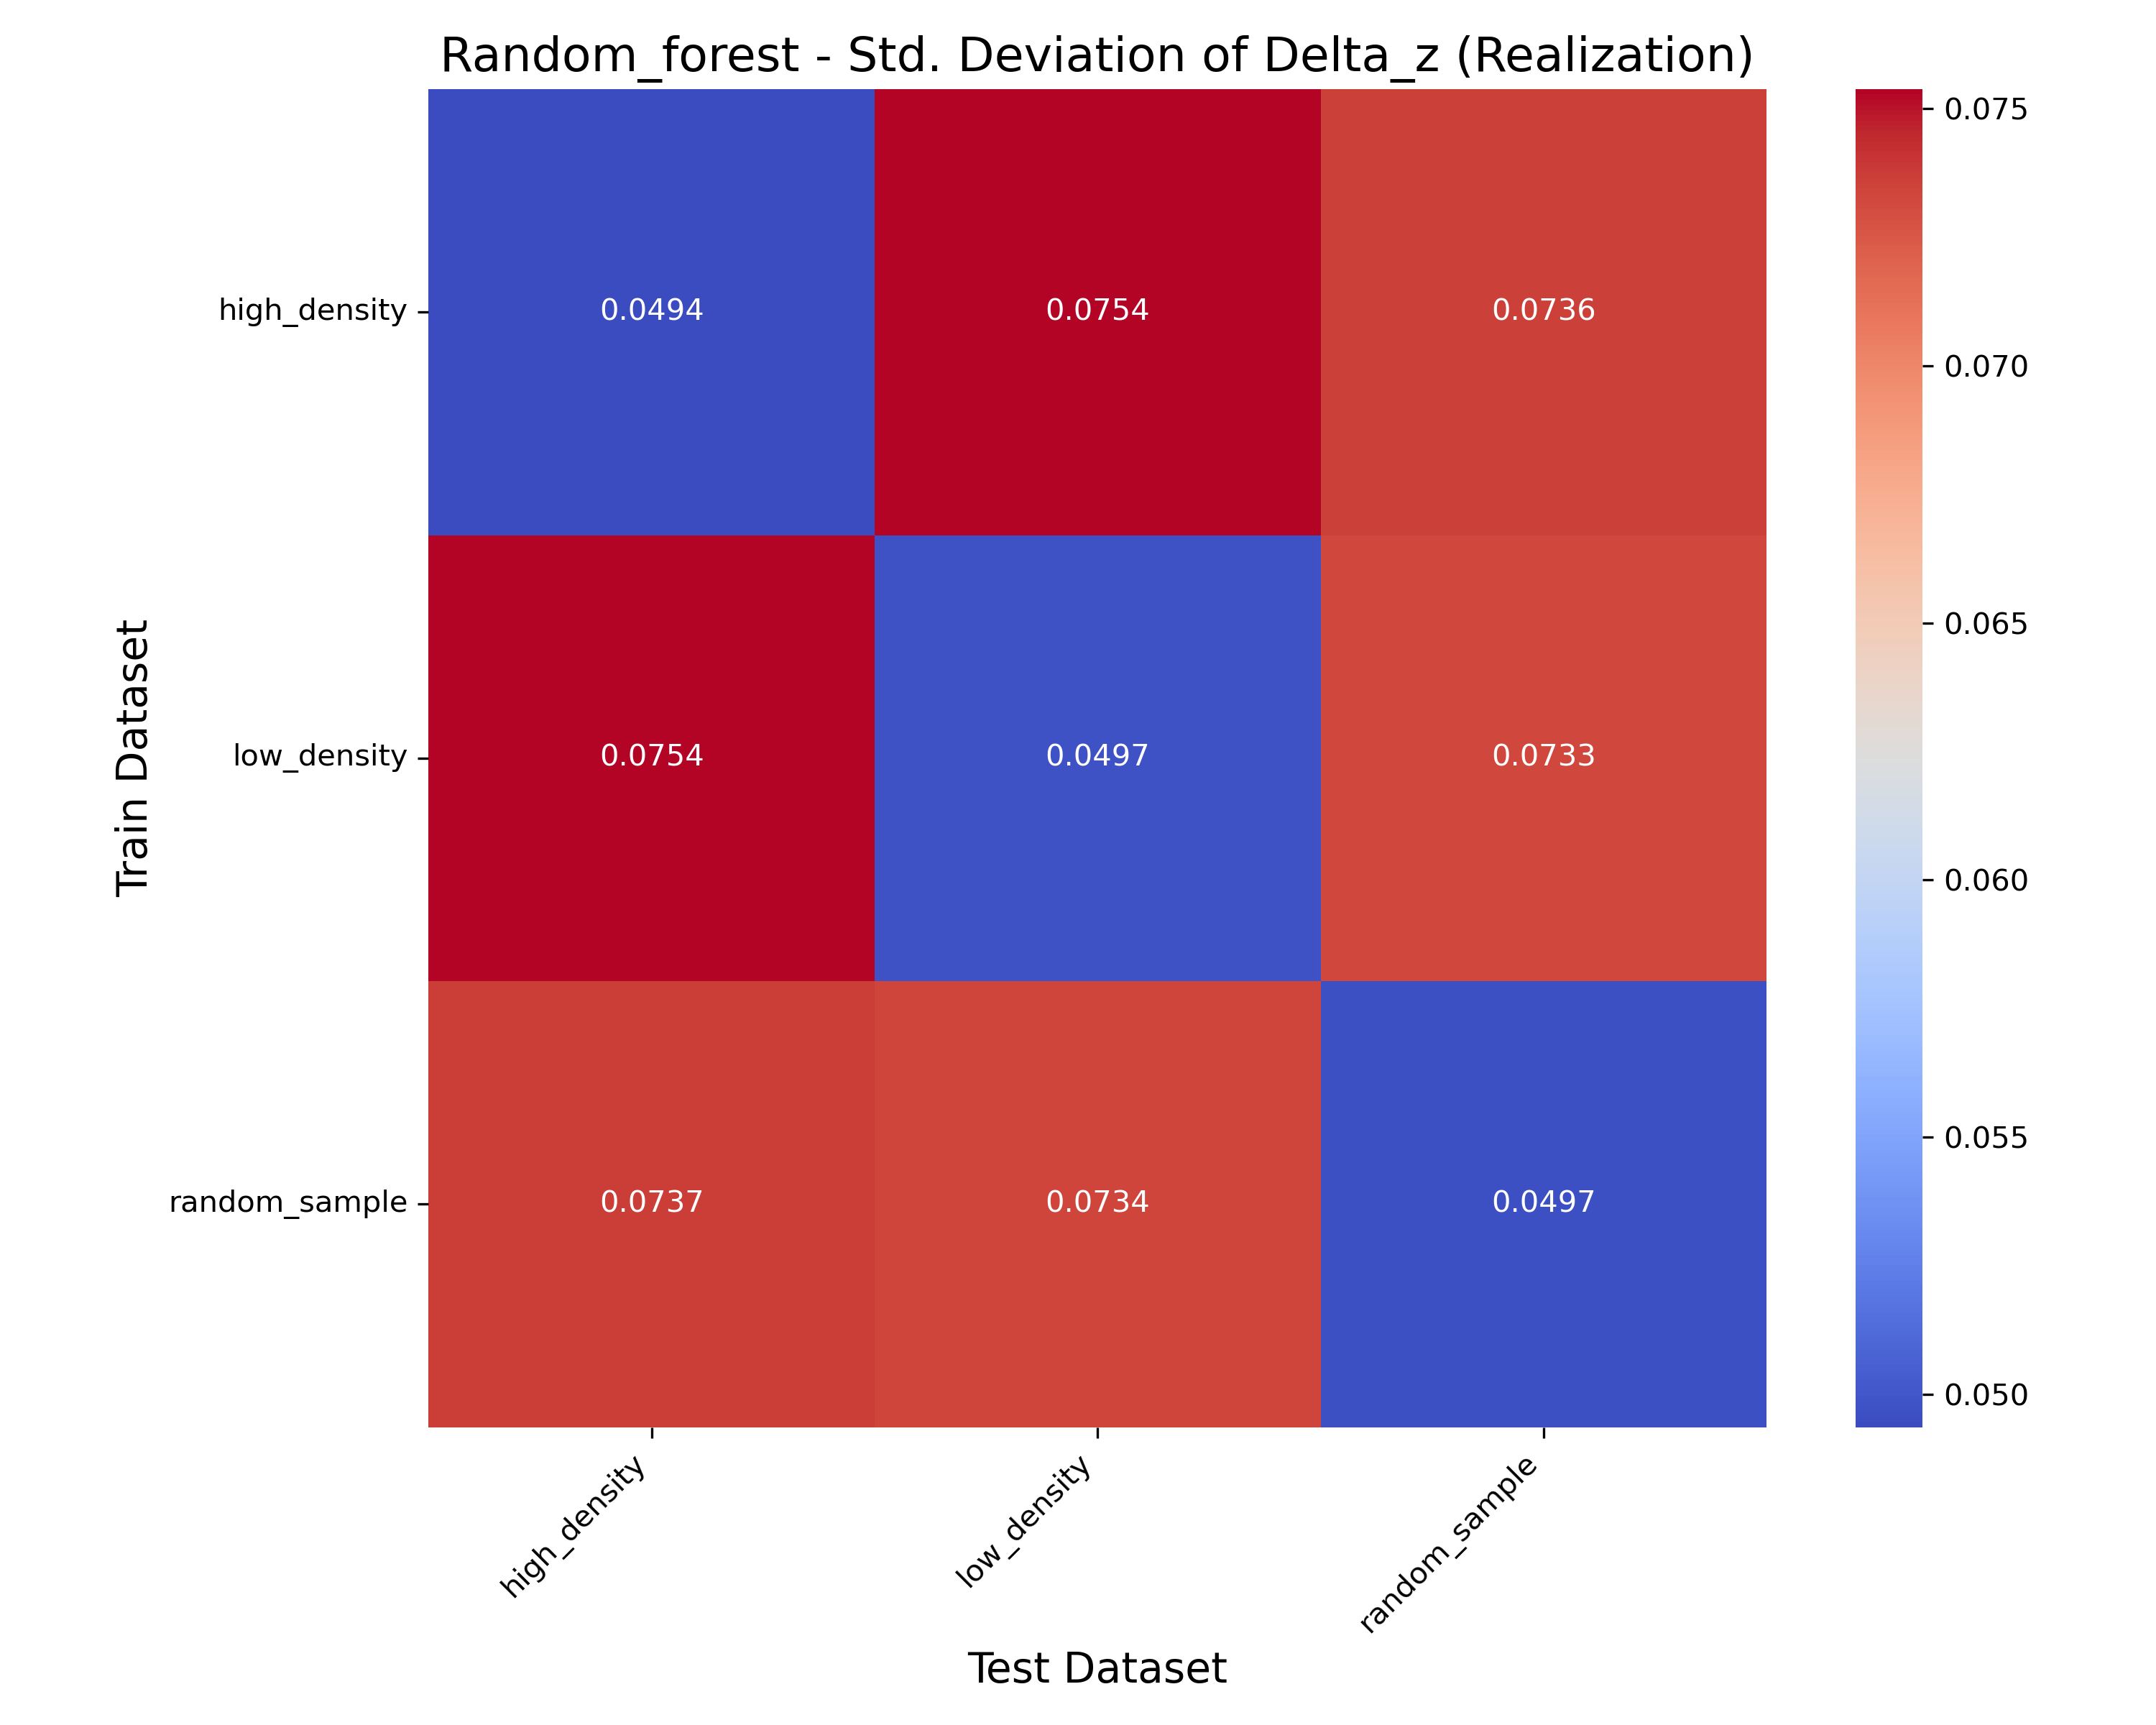 Random_forest - Std. Deviation of Delta_z (Realization)
Train Dataset
high_density
low_density
random_sample
0.0494 0.0754 0.0736
0.0754 0.0497 0.0733
0.0737 0.0734 0.0497
high_density
low_density
random_sample
Test Dataset
0.075
0.070
0.065
0.060
0.055
0.050